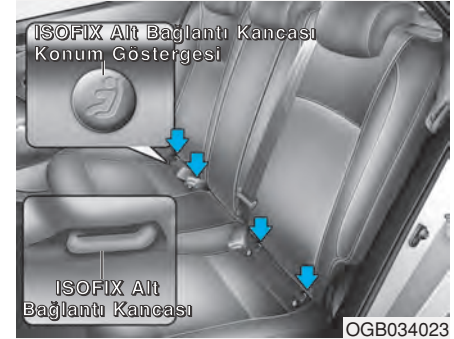 ISOFIX Alt Bağlantı Kancası
Konum Göstergesi
ISOFIX Alt
Bağlantı Kancası
OGB034023